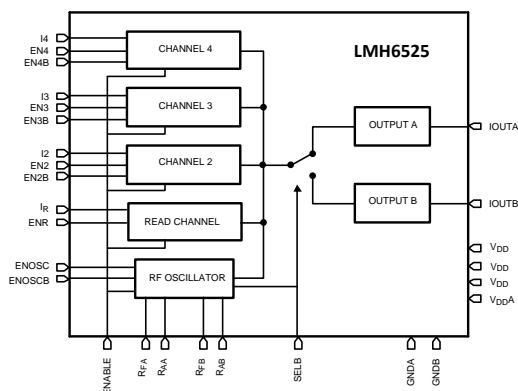 I4
EN4
EN4B
CHANNEL 4
LMH6525
I3
EN3
EN3B
CHANNEL 3
I2
EN2
EN2B
CHANNEL 2
IR
ENR
READ CHANNEL
ENOSC
ENOSCB
RF OSCILLATOR
OUTPUT A
IOUTA
OUTPUT B
IOUTB
VDD
VDD
VDD
VDDA
ENABLE
RFA
RAA
RFB
RAB
SELB
GNDA
GNDB